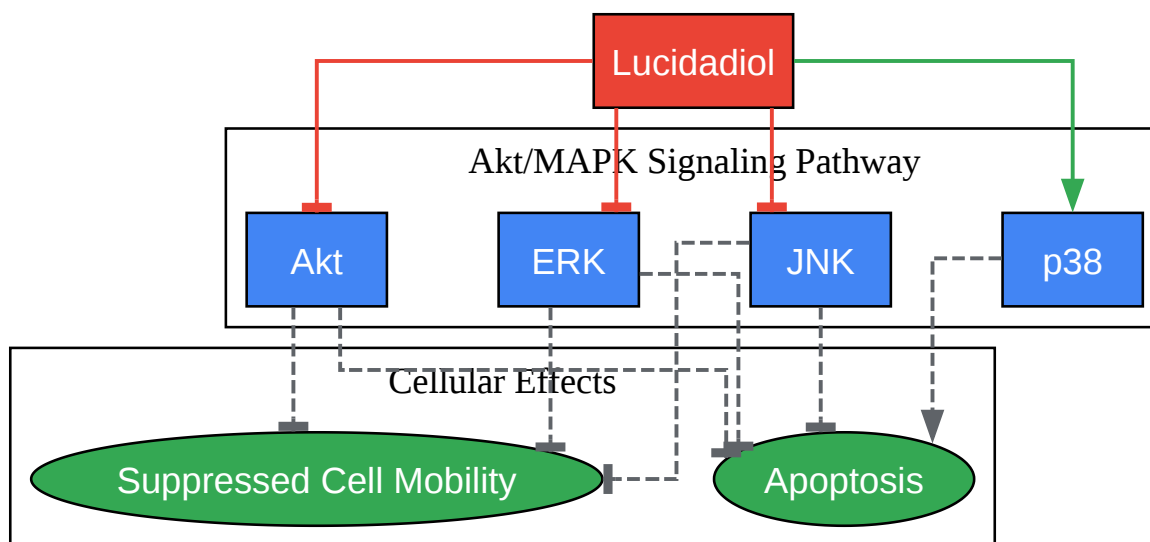 Lucidadiol
Akt/MAPK Signaling Pathway
Akt
ERK
JNK
p38
Cellular Effects
Suppressed Cell Mobility
Apoptosis